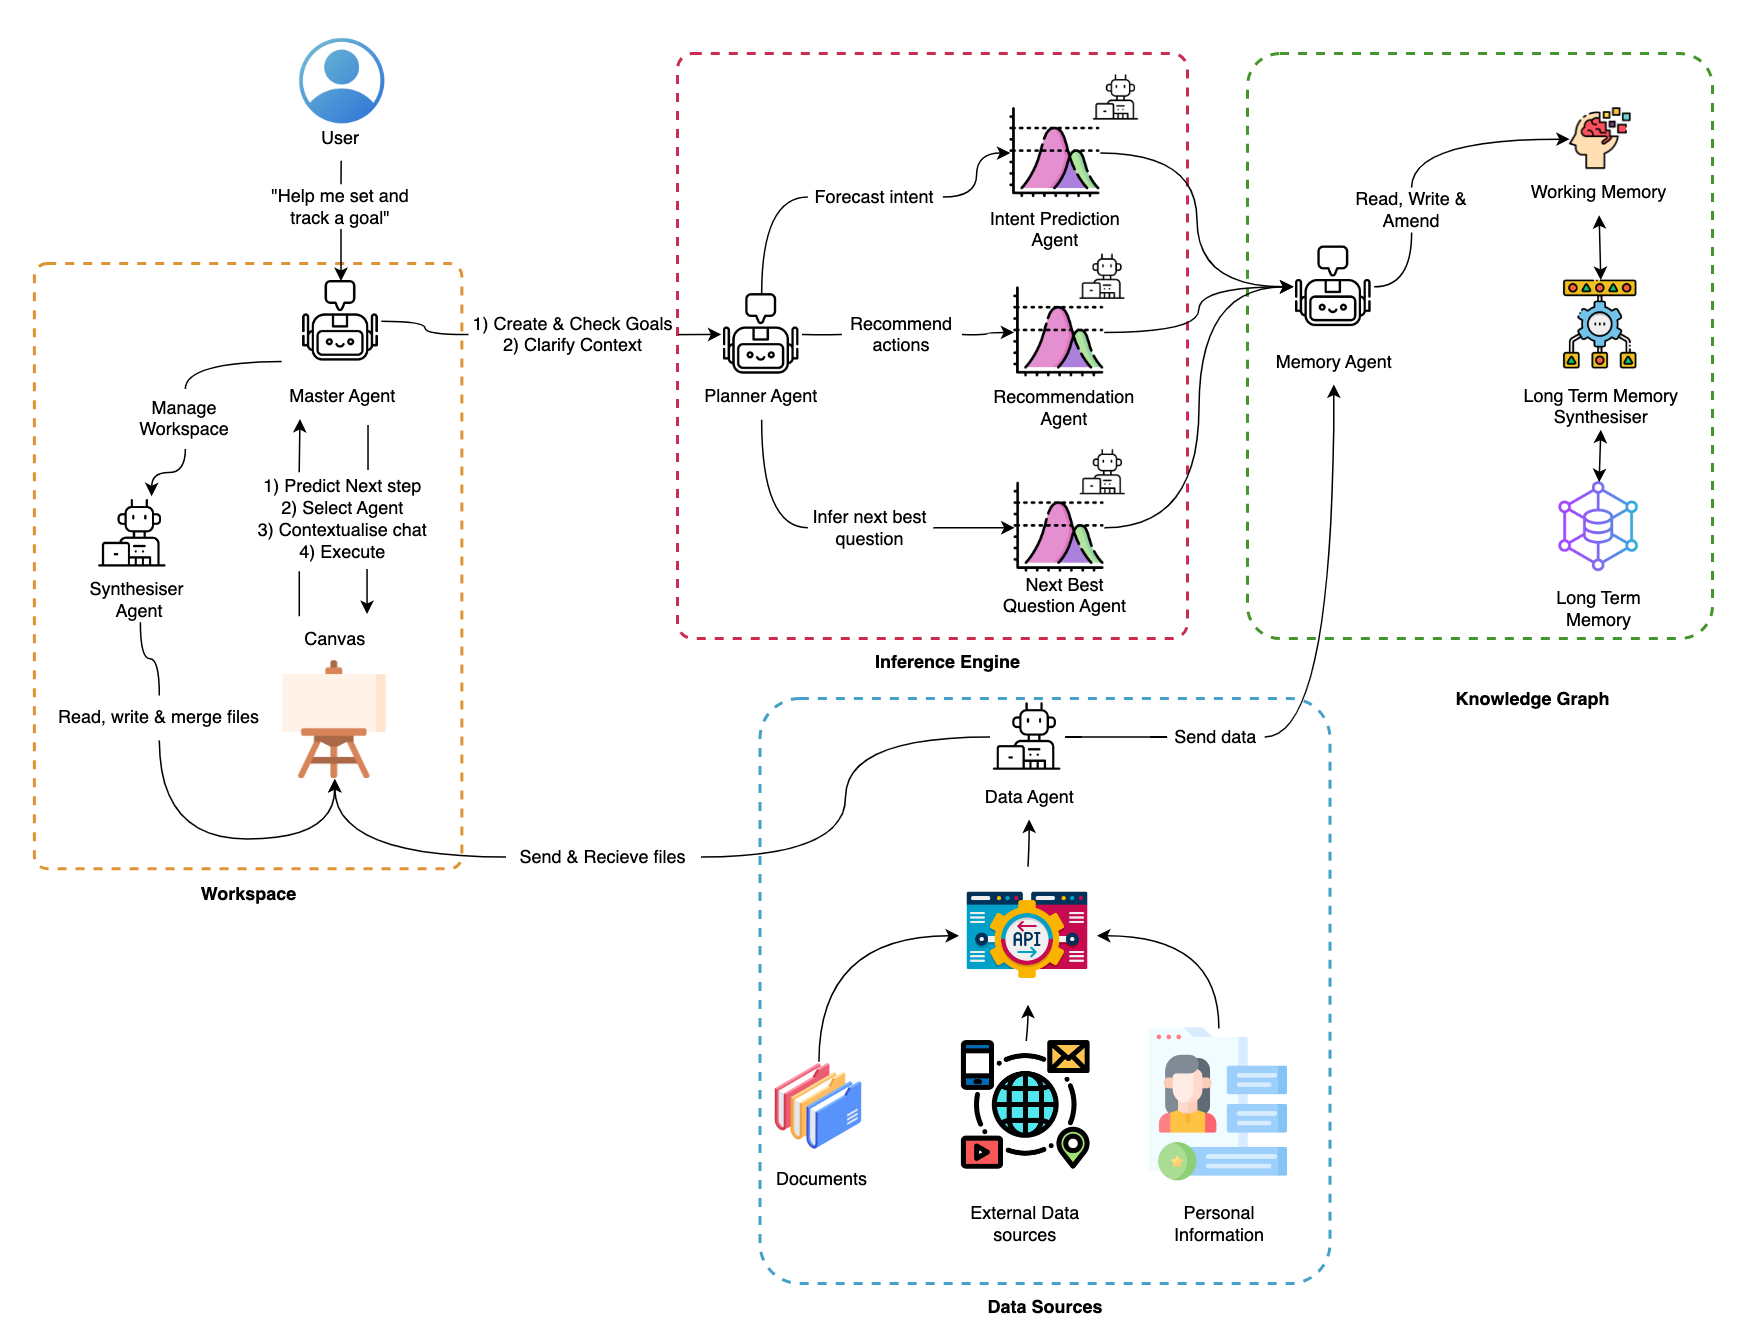 User
"Help me set and
track a goal"
Master Agent
Manage
Workspace
1) Predict Next step
2) Select Agent
3) Contextualise chat
4) Execute
Synthesiser
Agent
Canvas
Read, write & merge files
Workspace
1) Create & Check Goals
2) Clarify Context
Planner Agent
Forecast intent
Recommend
actions
Infer next best
question
Intent Prediction
Agent
Recommendation
Agent
Next Best
Question Agent
Inference Engine
Memory Agent
Read, Write &
Amend
Working Memory
Long Term Memory
Synthesiser
Long Term
Memory
Knowledge Graph
Send data
Data Agent
Send & Recieve files
API
Documents
External Data
sources
Personal
Information
Data Sources